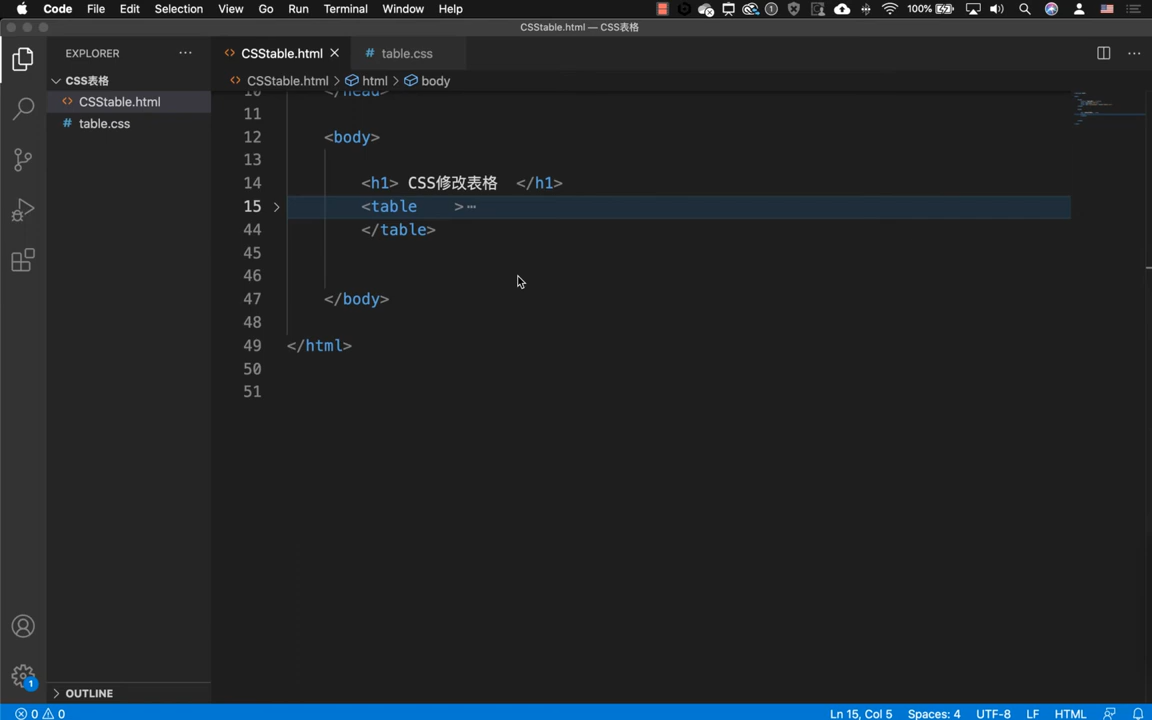 Code File Edit Selection View Go Run Terminal Window Help 100%
CSStable.html — CSS表格
EXPLORER
CSStable.html
table.css
CSS表格
CSStable.html > html > body
CSStable.html
table.css
10 </head>
11
12 <body>
13
14 <h1> CSS修改表格 </h1>
15 <table >
44 </table>
45
46
47 </body>
48
49 </html>
50
51
1
OUTLINE
0 0 Ln 15, Col 5 Spaces: 4 UTF-8 LF HTML